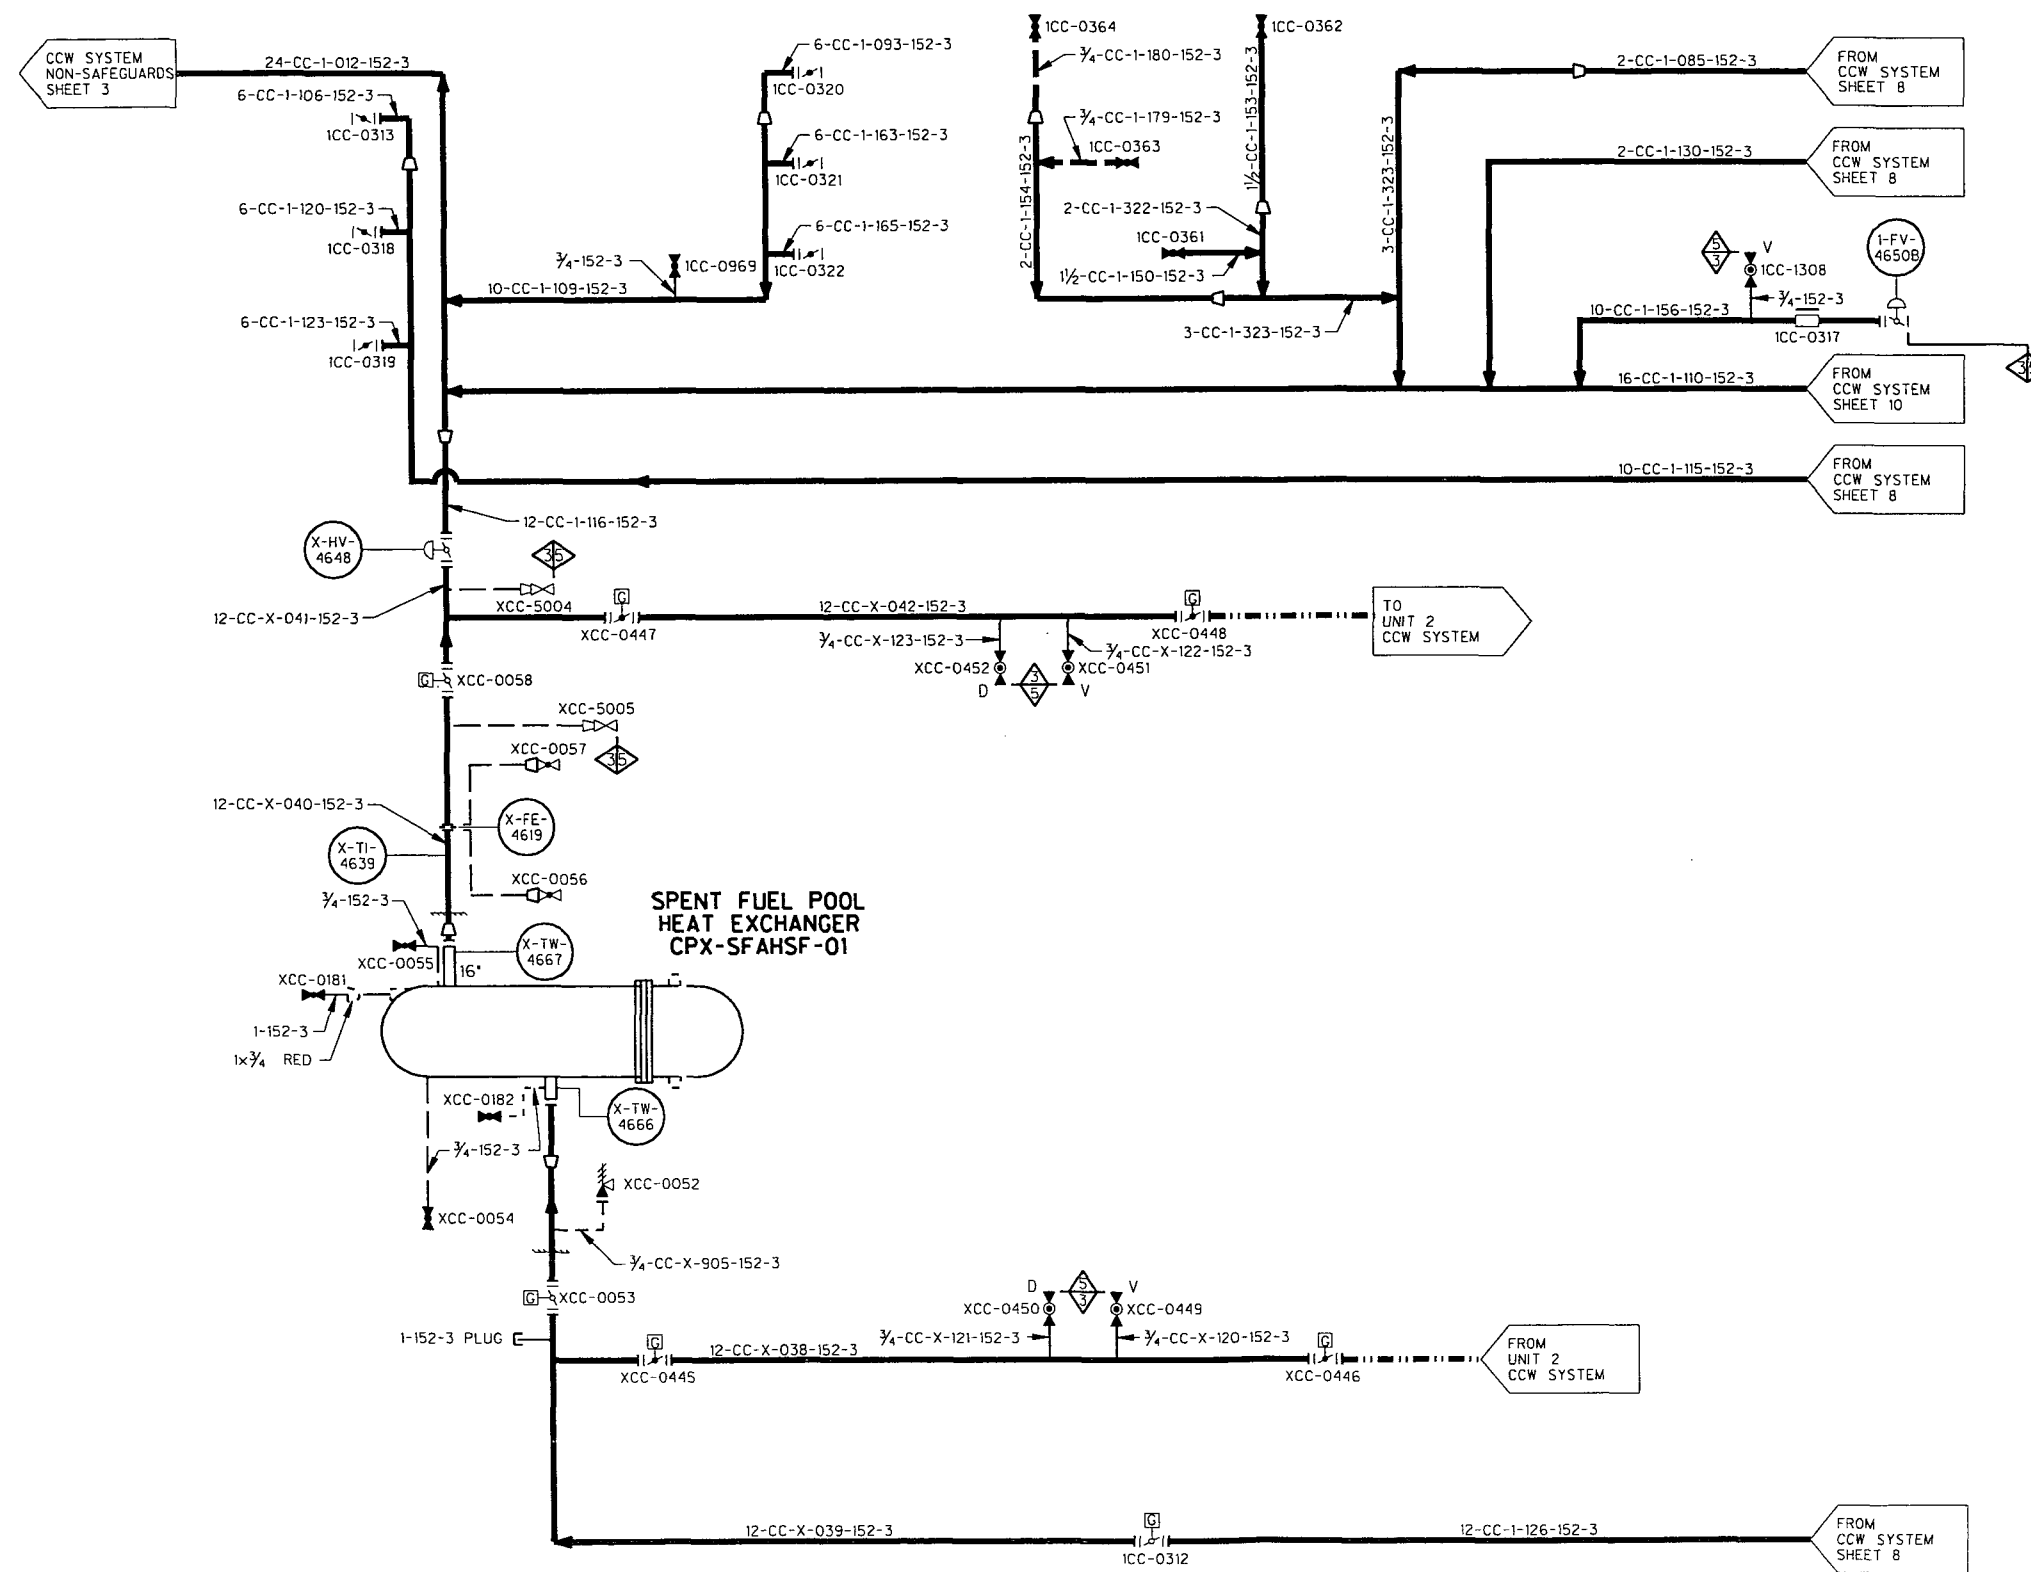 CCW SYSTEM
NON-SAFEGUARDS
SHEET 3
24-CC-1-012-152-3
6-CC-1-106-152-3
1CC-0313
6-CC-1-120-152-3
1CC-0318
6-CC-1-123-152-3
1CC-0319
6-CC-1-093-152-3
1CC-0320
6-CC-1-163-152-3
1CC-0321
6-CC-1-165-152-3
1CC-0322
¾-152-3
1CC-0969
10-CC-1-109-152-3
1CC-0364
¾-CC-1-180-152-3
¾-CC-1-179-152-3
1CC-0363
2-CC-1-154-152-3
1CC-0362
1½-CC-1-153-152-3
2-CC-1-322-152-3
1CC-0361
1½-CC-1-150-152-3
3-CC-1-323-152-3
3-CC-1-323-152-3
2-CC-1-085-152-3
FROM
CCW SYSTEM
SHEET 8
2-CC-1-130-152-3
FROM
CCW SYSTEM
SHEET 8
5
3
V
1CC-1308
¾-152-3
1-FV-
4650B
10-CC-1-156-152-3
1CC-0317
16-CC-1-110-152-3
FROM
CCW SYSTEM
SHEET 10
10-CC-1-115-152-3
FROM
CCW SYSTEM
SHEET 8
12-CC-1-116-152-3
X-HV-
4648
3 5
XCC-5004
12-CC-X-041-152-3
G
XCC-0447
12-CC-X-042-152-3
G
XCC-0448
TO
UNIT 2
CCW SYSTEM
¾-CC-X-123-152-3
¾-CC-X-122-152-3
XCC-0452
XCC-0451
D
3
5
V
G
XCC-0058
XCC-5005
3 5
XCC-0057
12-CC-X-040-152-3
X-FE-
4619
X-TI-
4639
XCC-0056
¾-152-3
SPENT FUEL POOL
HEAT EXCHANGER
CPX-SFAHSF-01
X-TW-
4667
XCC-0055
16"
XCC-0181
1-152-3
1x¾ RED
XCC-0182
X-TW-
4666
¾-152-3
XCC-0052
XCC-0054
¾-CC-X-905-152-3
G
XCC-0053
1-152-3 PLUG
G
XCC-0445
12-CC-X-038-152-3
D
5
3
V
XCC-0450
XCC-0449
¾-CC-X-121-152-3
¾-CC-X-120-152-3
G
XCC-0446
FROM
UNIT 2
CCW SYSTEM
12-CC-X-039-152-3
G
1CC-0312
12-CC-1-126-152-3
FROM
CCW SYSTEM
SHEET 8